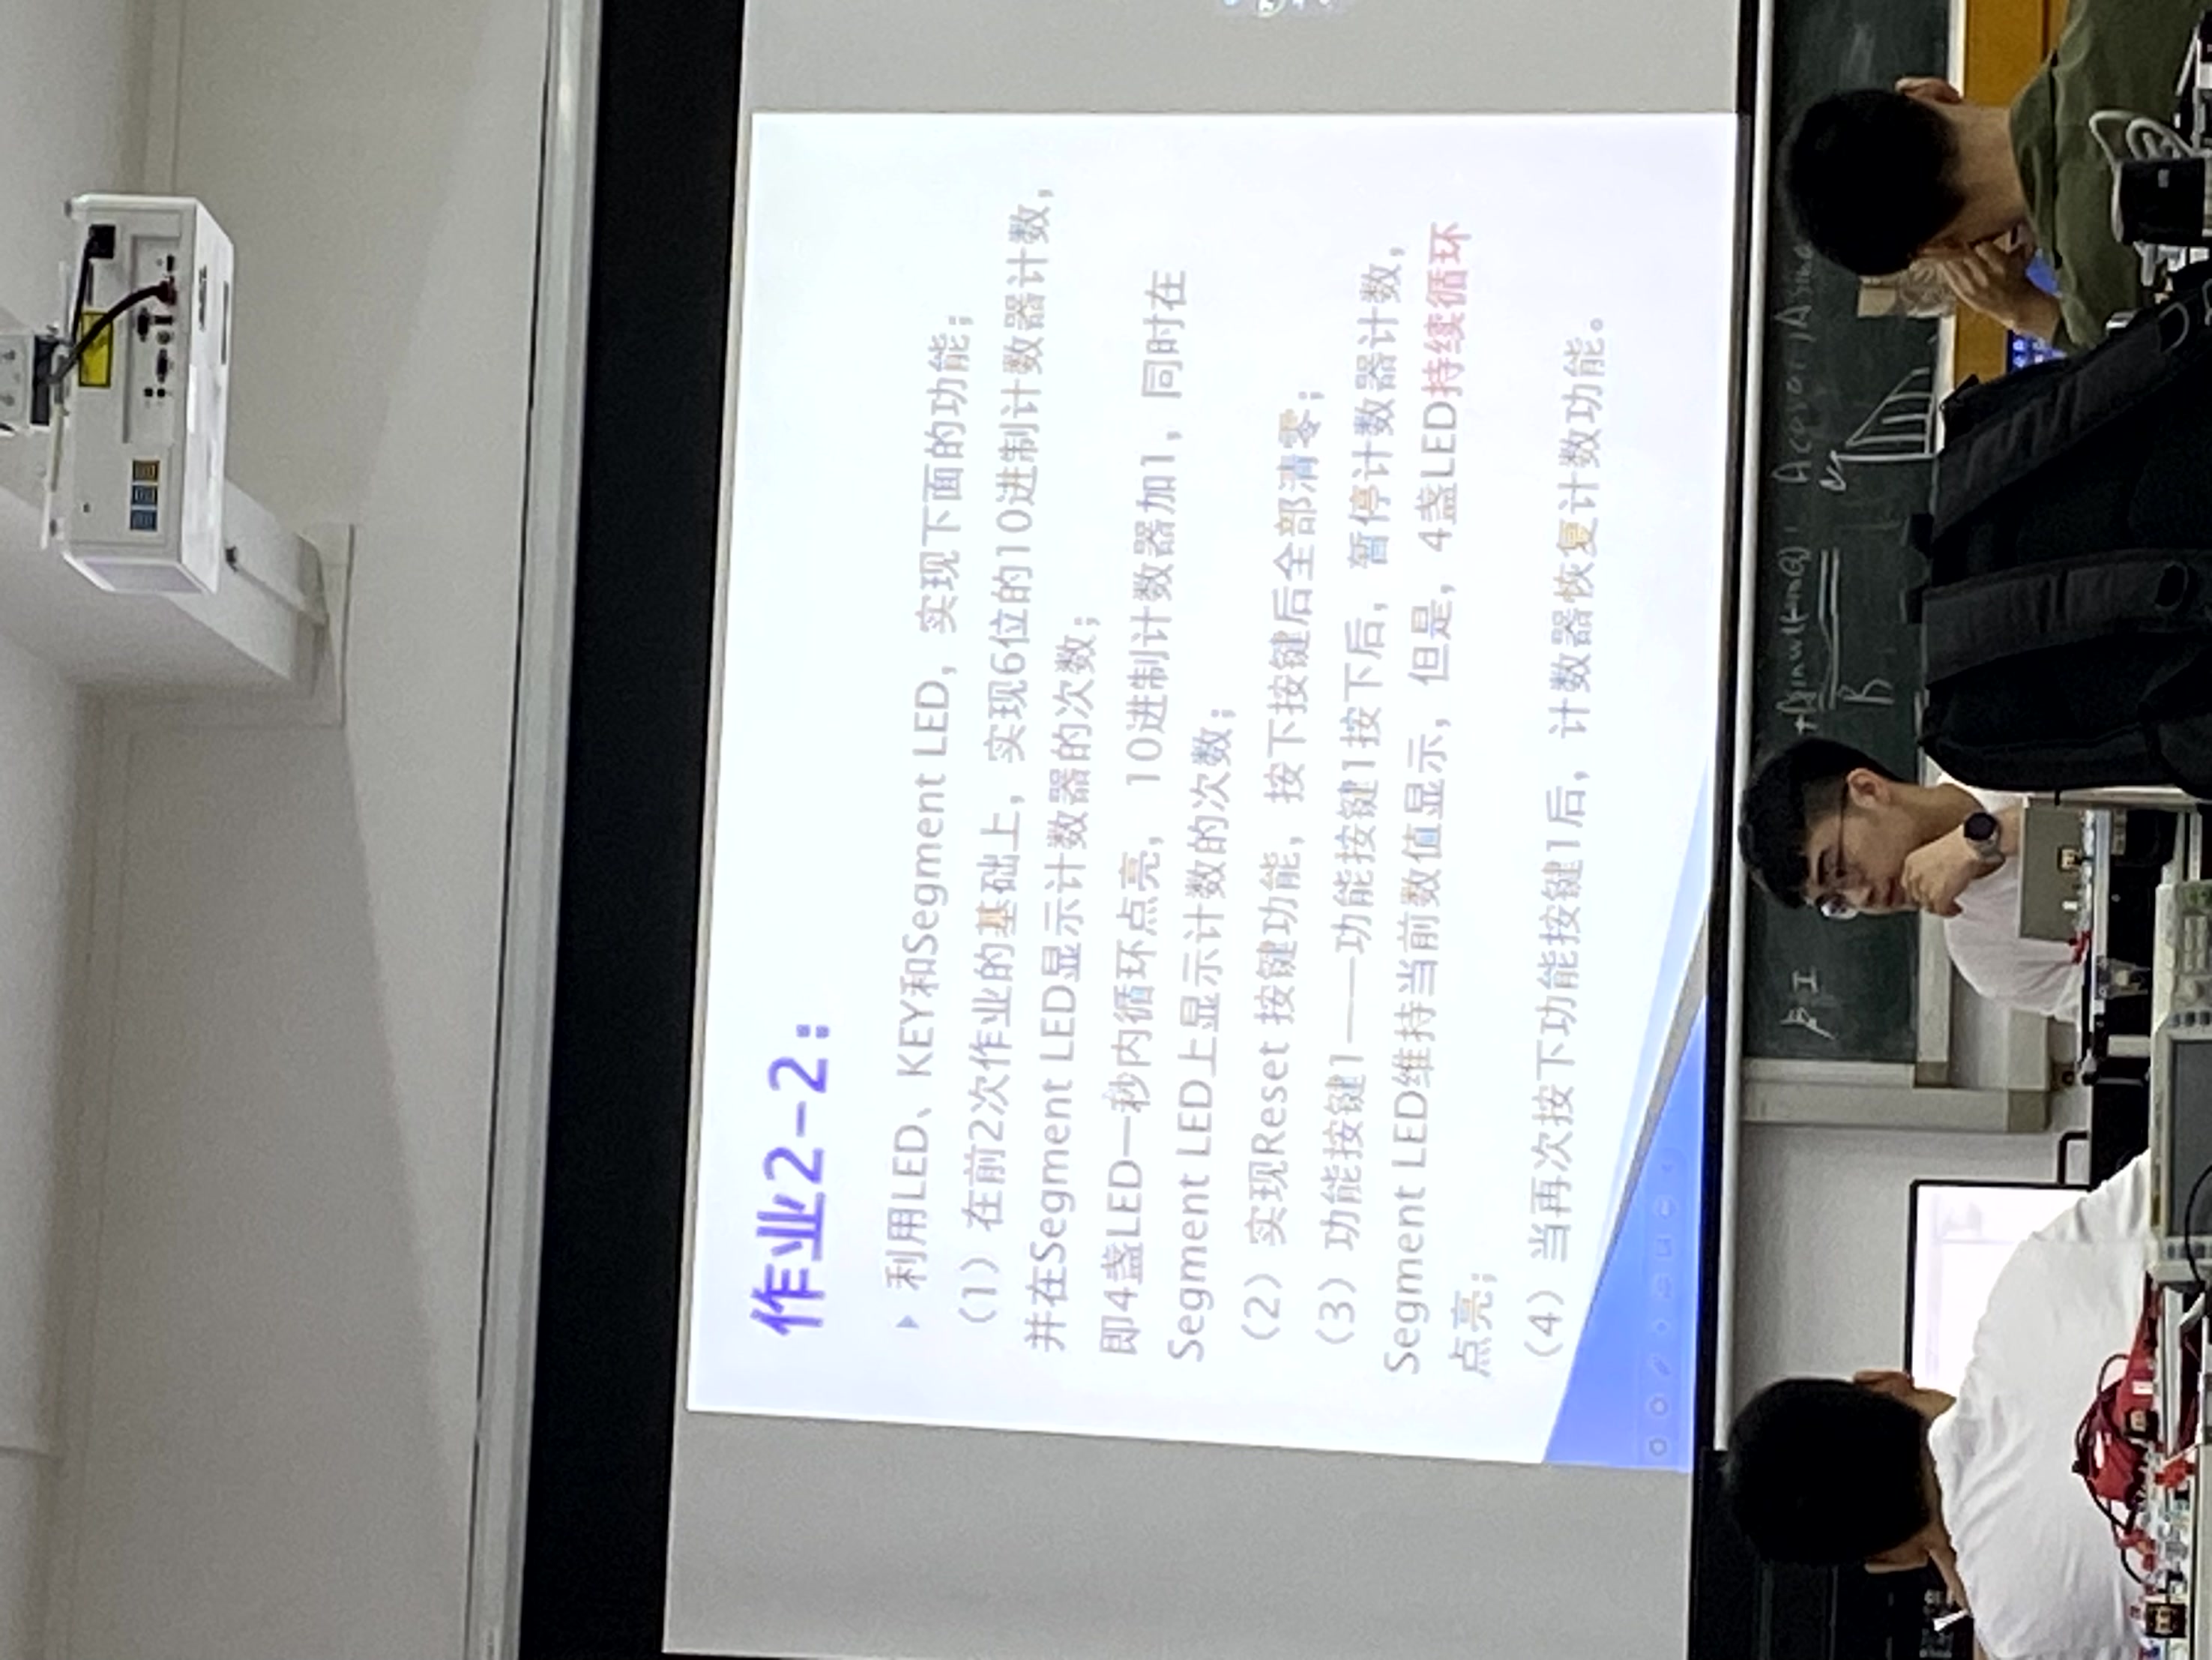 作业2-2：
利用LED、KEY和Segment LED，实现下面的功能；
（1）在前2次作业的基础上，实现6位的10进制计数器计数，
并在Segment LED显示计数器的次数；
即4盏LED一秒内循环点亮， 10进制计数器加1，同时在
Segment LED上显示计数的次数；
（2）实现Reset 按键功能，按下按键后全部清零；
（3）功能按键1——功能按键1按下后，暂停计数器计数，
Segment LED维持当前数值显示，但是，4盏LED持续循环
点亮；
（4）当再次按下功能按键1后，计数器恢复计数功能。
B